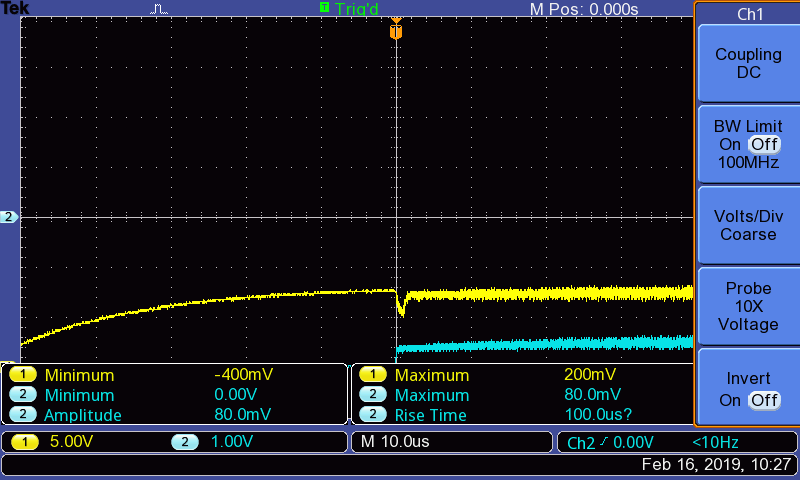 Tek
T Trig'd
M Pos: 0.000s
Ch1
T
Coupling
DC
BW Limit
On Off
100MHz
2
Volts/Div
Coarse
Probe
10X
Voltage
Invert
On Off
1 Minimum -400mV
2 Minimum 0.00V
2 Amplitude 80.0mV
1 Maximum 200mV
2 Maximum 80.0mV
2 Rise Time 100.0us?
1 5.00V 2 1.00V
M 10.0us
Ch2 / 0.00V <10Hz
Feb 16, 2019, 10:27